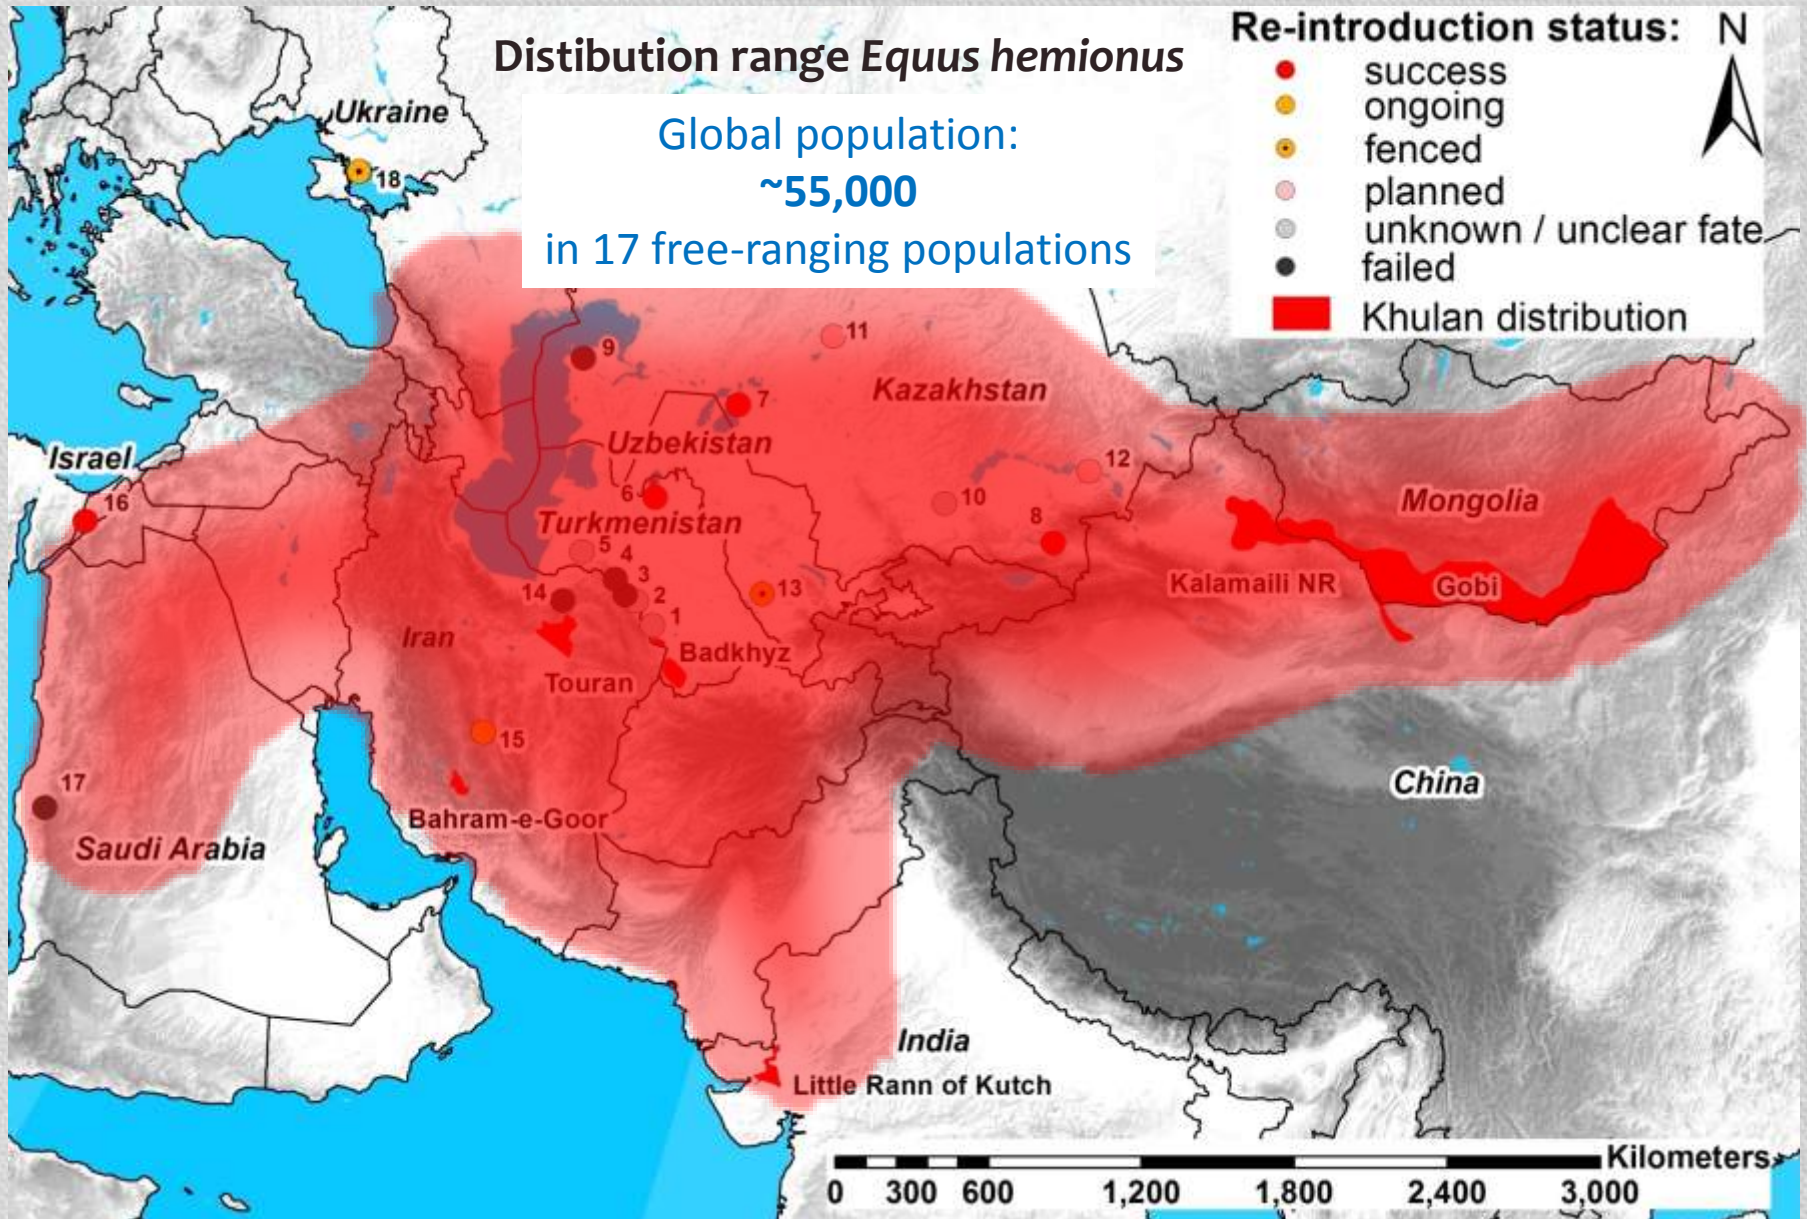 Distibution range Equus hemionus
Global population:
~55,000
in 17 free-ranging populations
Re-introduction status:
N
success
ongoing
fenced
planned
unknown / unclear fate
failed
Khulan distribution
Ukraine
18
11
9
Kazakhstan
7
Uzbekistan
Israel
12
16
6
10
Mongolia
Turkmenistan
8
5
4
3
Kalamaili NR
Gobi
14
13
2
1
Iran
Badkhyz
Touran
15
17
China
Bahram-e-Goor
Saudi Arabia
India
Little Rann of Kutch
Kilometers
0 300 600 1,200 1,800 2,400 3,000